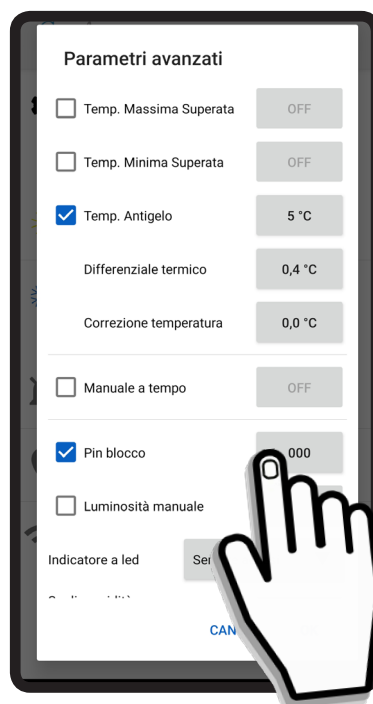 Parametri avanzati
Temp. Massima Superata OFF
Temp. Minima Superata OFF
Temp. Antigelo 5 °C
Differenziale termico 0,4 °C
Correzione temperatura 0,0 °C
Manuale a tempo OFF
Pin blocco 000
Luminosità manuale
Indicatore a led